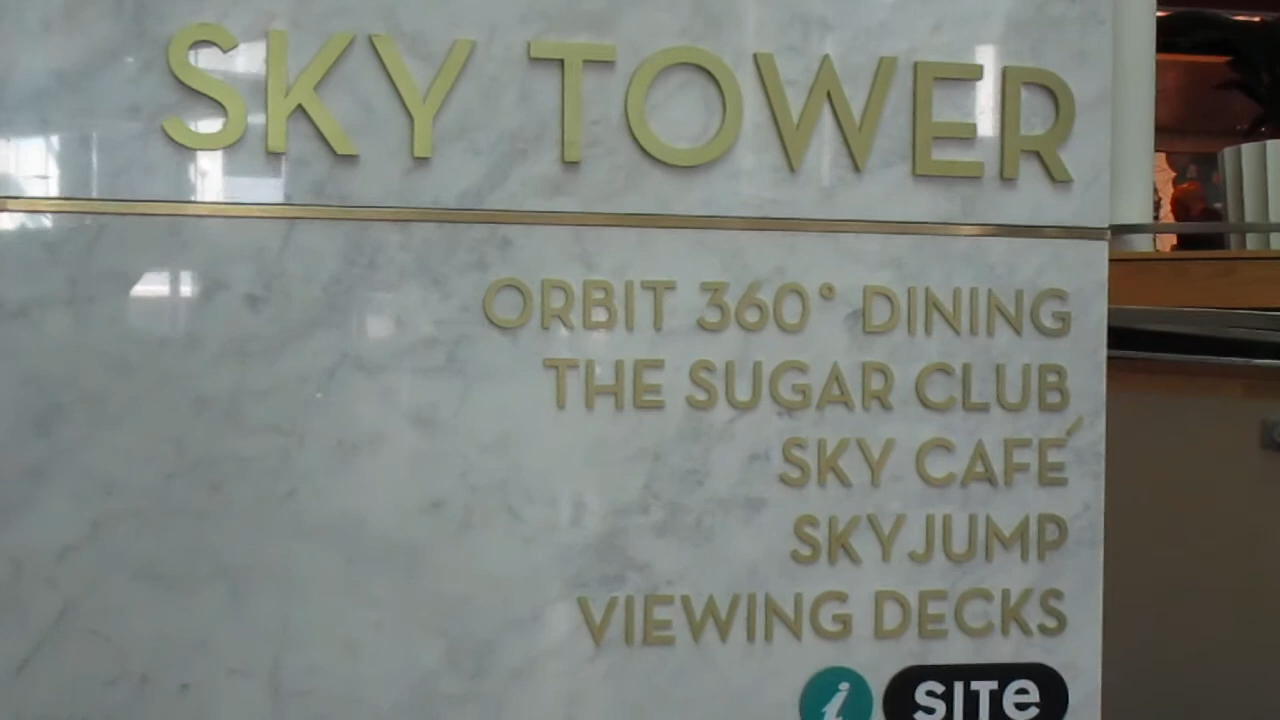 SKY TOWER
ORBIT 360° DINING
THE SUGAR CLUB
SKY CAFÉ
SKYJUMP
VIEWING DECKS
i SITe